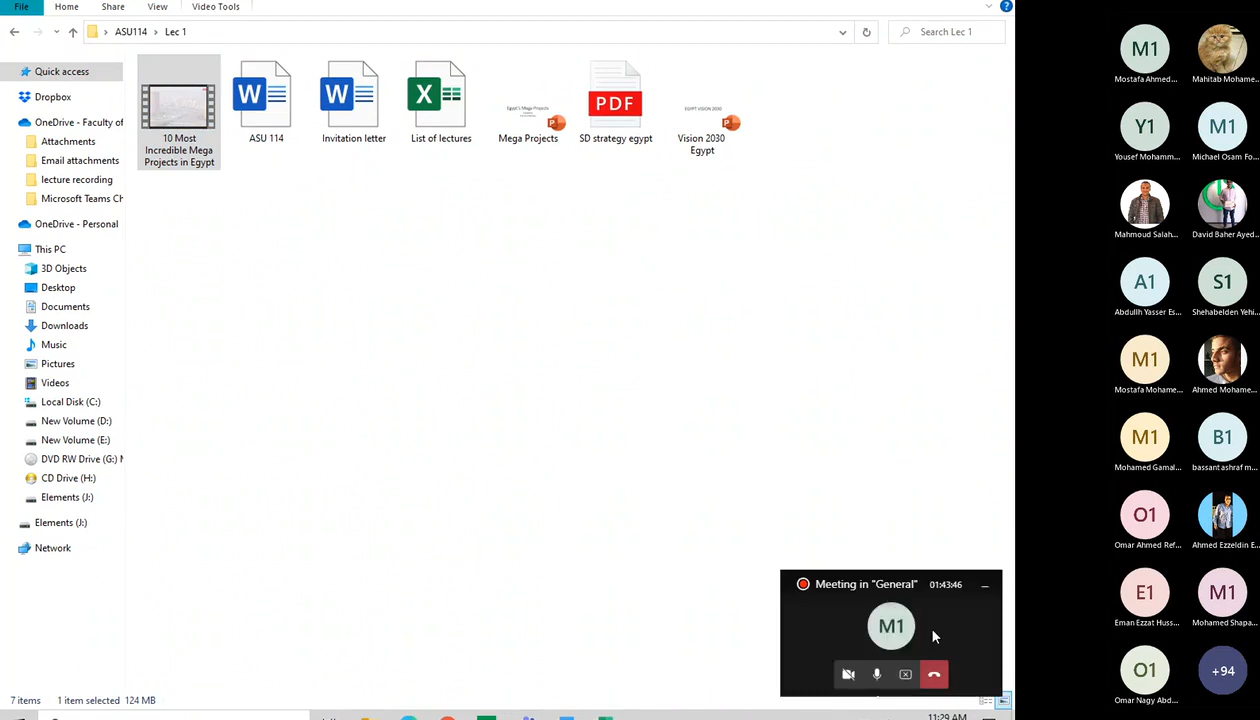 File
Home
Share
View
Video Tools
ASU114
Lec 1
Search Lec 1
Quick access
Dropbox
OneDrive - Faculty of
Attachments
Email attachments
lecture recording
Microsoft Teams Ch
OneDrive - Personal
This PC
3D Objects
Desktop
Documents
Downloads
Music
Pictures
Videos
Local Disk (C:)
New Volume (D:)
New Volume (E:)
DVD RW Drive (G:) M
CD Drive (H:)
Elements (J:)
Elements (J:)
Network
10 Most
Incredible Mega
Projects in Egypt
W
ASU 114
W
Invitation letter
X
List of lectures
Egypt's Mega Projects
Mega Projects
PDF
SD strategy egypt
EGYPT VISION 2030
Vision 2030
Egypt
Meeting in "General"
01:43:46
M1
7 items
1 item selected 124 MB
11:29 AM
M1
Mostafa Ahmed...
Mahitab Mohame...
Y1
Yousef Mohamm...
M1
Michael Osam Fo...
Mahmoud Salah...
David Baher Ayed...
A1
Abdullh Yasser Es...
S1
Shehabelden Yehi...
M1
Mostafa Mohame...
Ahmed Mohame...
M1
Mohamed Gamal...
B1
bassant ashraf m...
O1
Omar Ahmed Ref...
Ahmed Ezzeldin E...
E1
Eman Ezzat Huss...
M1
Mohamed Shapa...
O1
Omar Nagy Abd...
+94